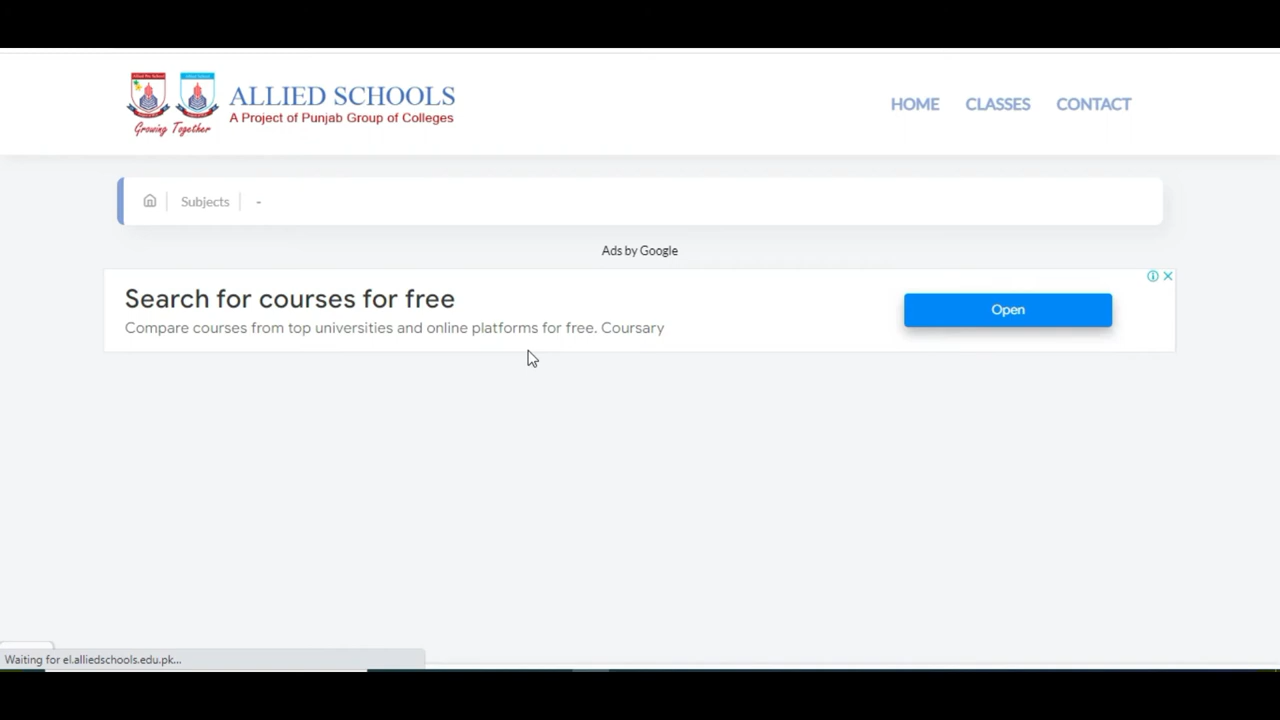 Growing Together
ALLIED SCHOOLS
A Project of Punjab Group of Colleges
HOME CLASSES CONTACT
Subjects -
Ads by Google
Search for courses for free
Compare courses from top universities and online platforms for free. Coursary
Open
Waiting for el.alliedschools.edu.pk...